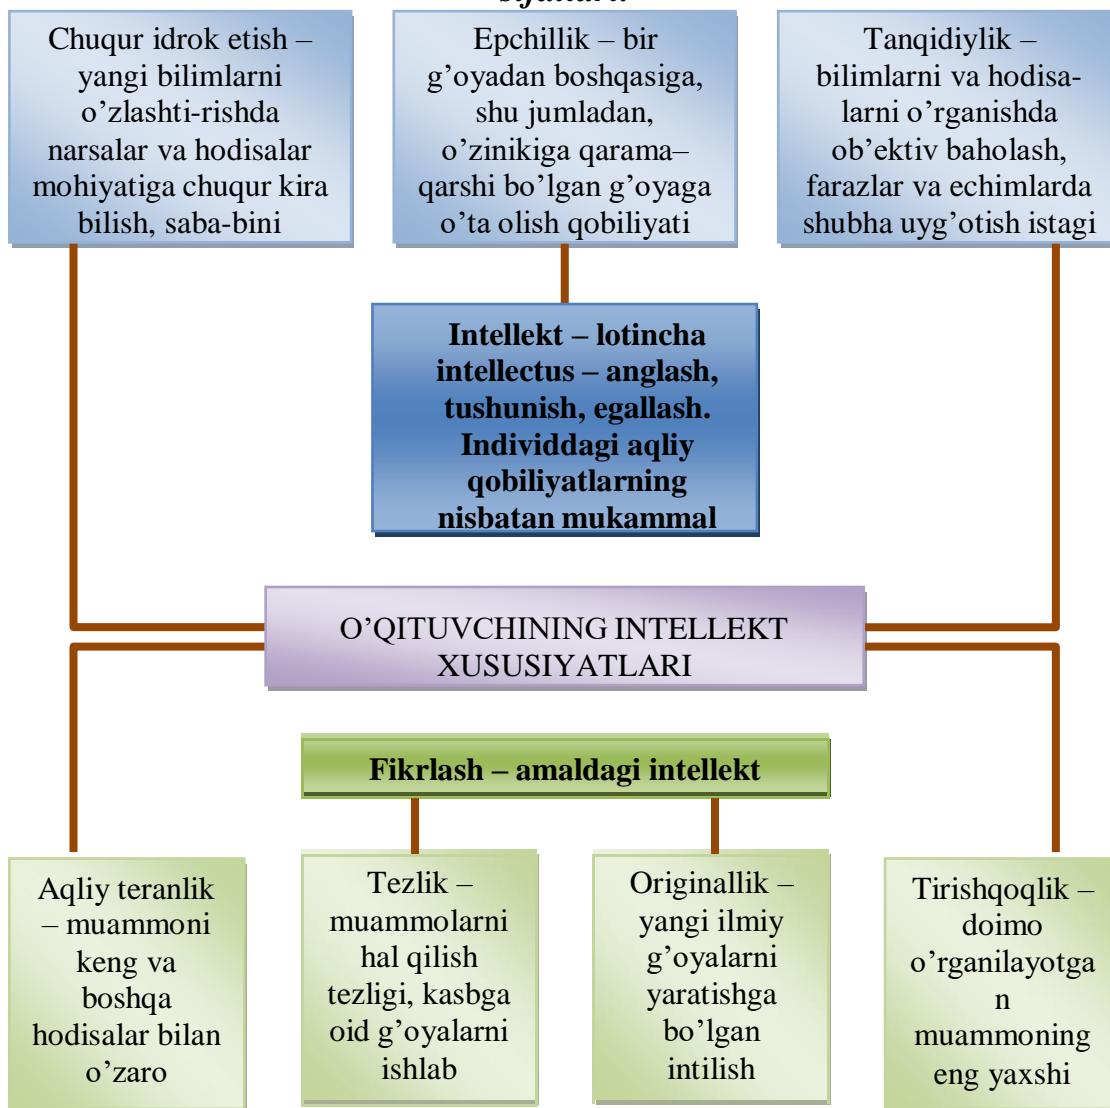 Chuqur idrok etish –
yangi bilimlarni
o’zlashti-rishda
narsalar va hodisalar
mohiyatiga chuqur kira
bilish, saba-bini
Epchillik – bir
g’oyadan boshqasiga,
shu jumladan,
o’zinikiga qarama–
qarshi bo’lgan g’oyaga
o’ta olish qobiliyati
Tanqidiylik –
bilimlarni va hodisa-
larni o’rganishda
ob’ektiv baholash,
farazlar va echimlarda
shubha uyg’otish istagi
Intellekt – lotincha
intellectus – anglash,
tushunish, egallash.
Individdagi aqliy
qobiliyatlarning
nisbatan mukammal
O’QITUVCHINING INTELLEKT
XUSUSIYATLARI
Fikrlash – amaldagi intellekt
Aqliy teranlik
– muammoni
keng va
boshqa
hodisalar bilan
o’zaro
Tezlik –
muammolarni
hal qilish
tezligi, kasbga
oid g’oyalarni
ishlab
Originallik –
yangi ilmiy
g’oyalarni
yaratishga
bo’lgan
intilish
Tirishqoqlik –
doimo
o’rganilayotga
n
muammoning
eng yaxshi